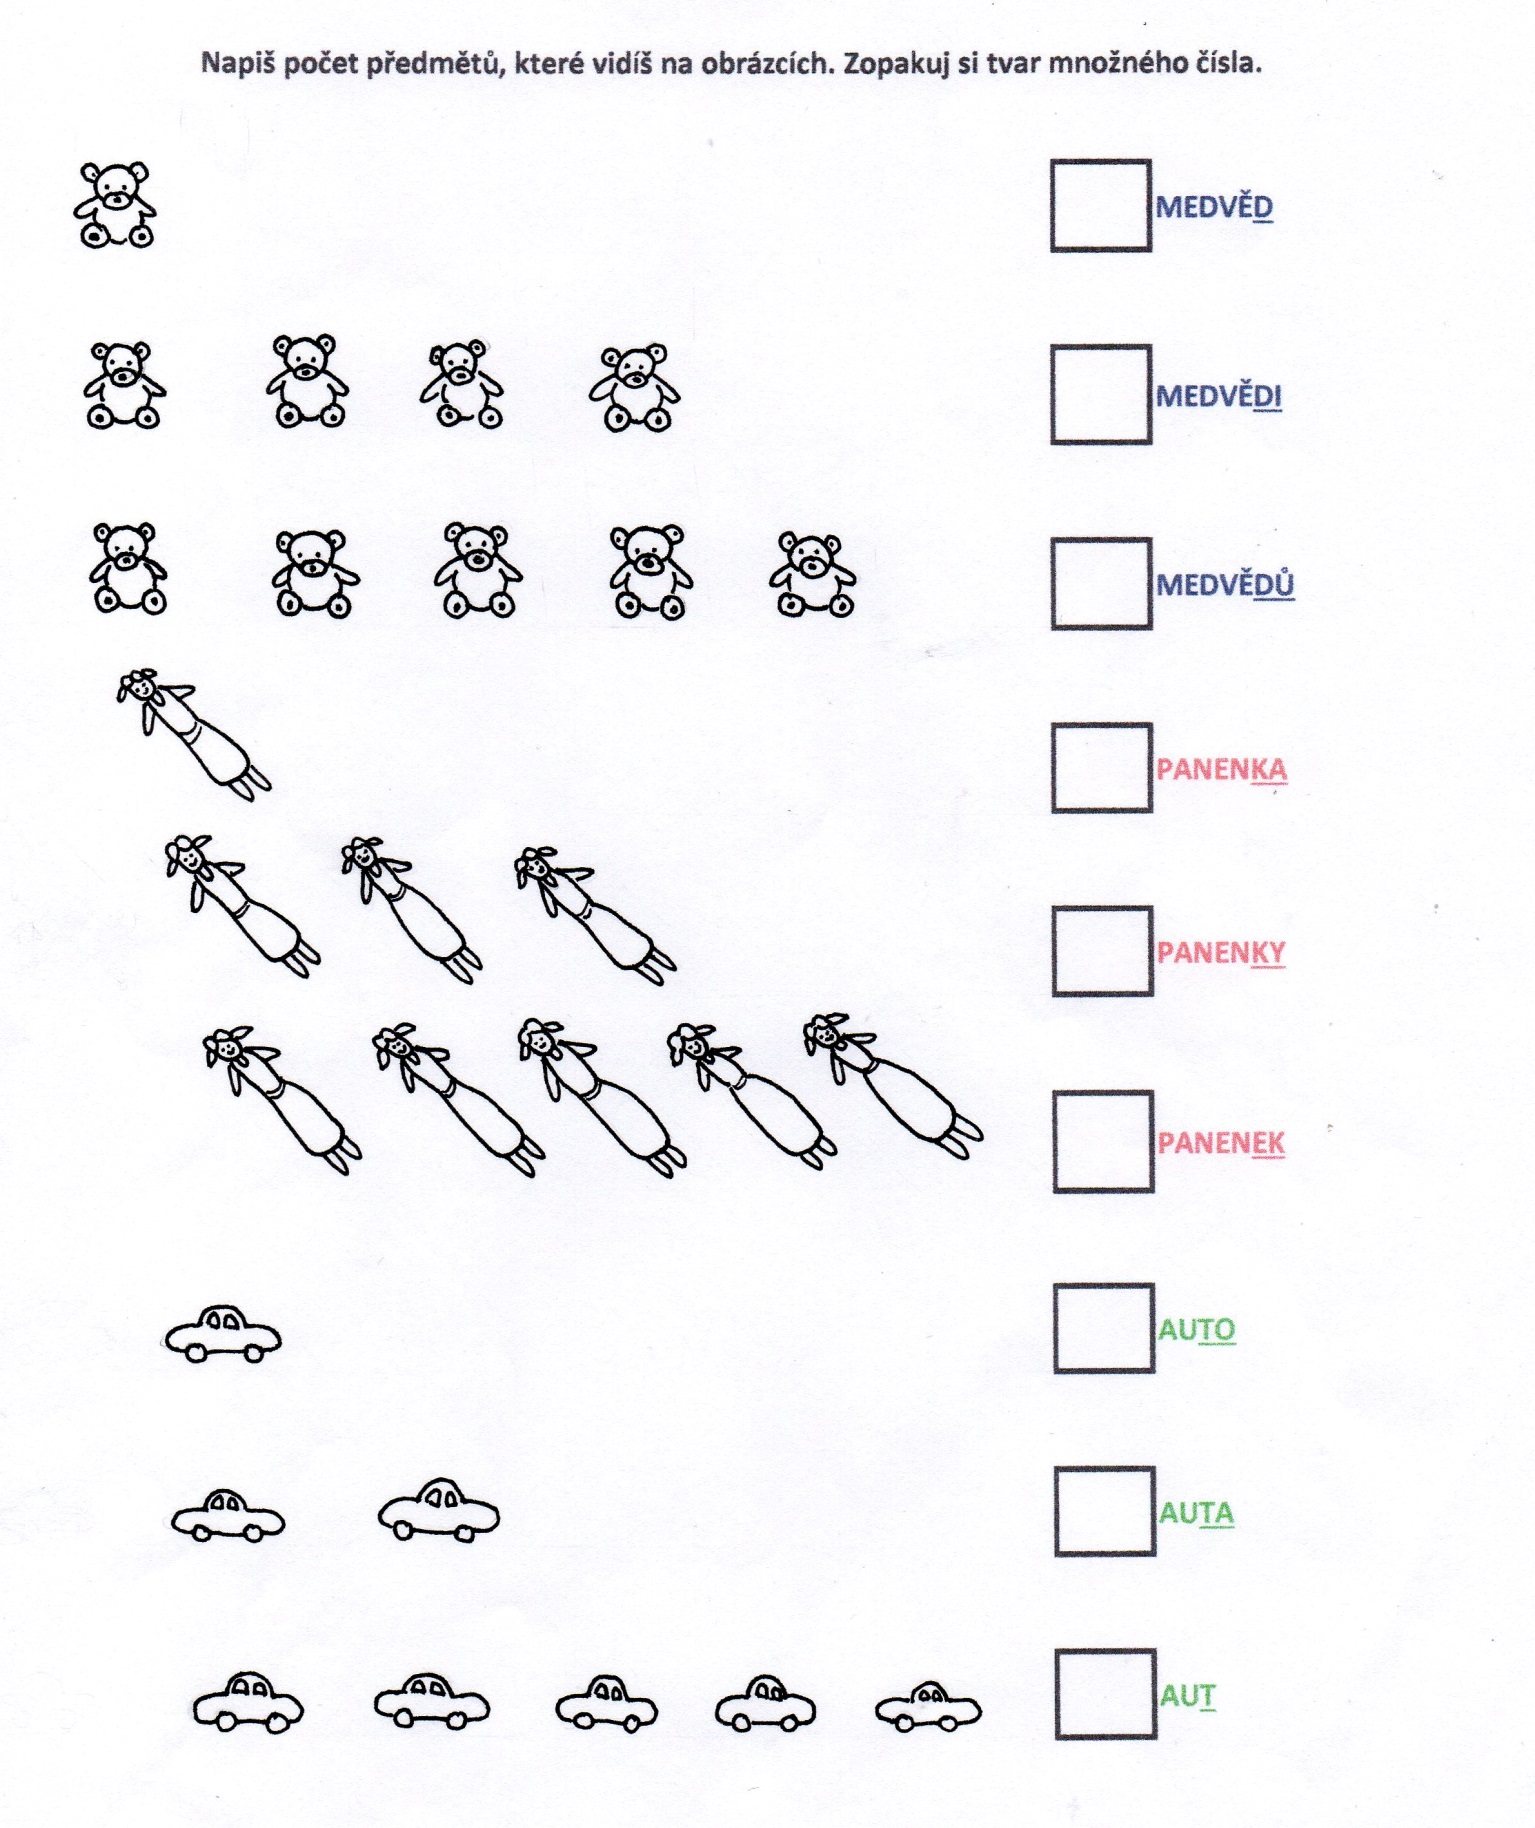 Napiš počet předmětů, které vidíš na obrázcích. Zopakuj si tvar množného čísla.
MEDVĚD
MEDVĚDI
MEDVĚDŮ
PANENKA
PANENKY
PANENEK
AUTO
AUTA
AUT